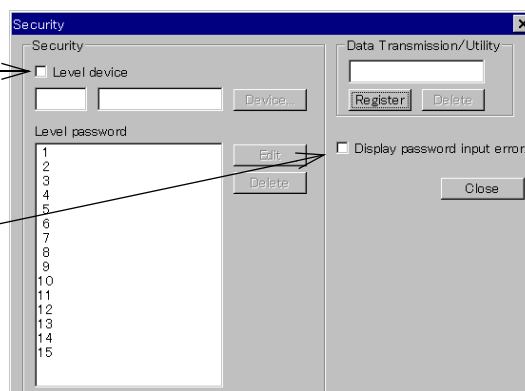 Security
Security
Level device
Device...
Level password
1
2
3
4
5
6
7
8
9
10
11
12
13
14
15
Edit
Delete
Data Transmission/Utility
Register
Delete
Display password input error
Close